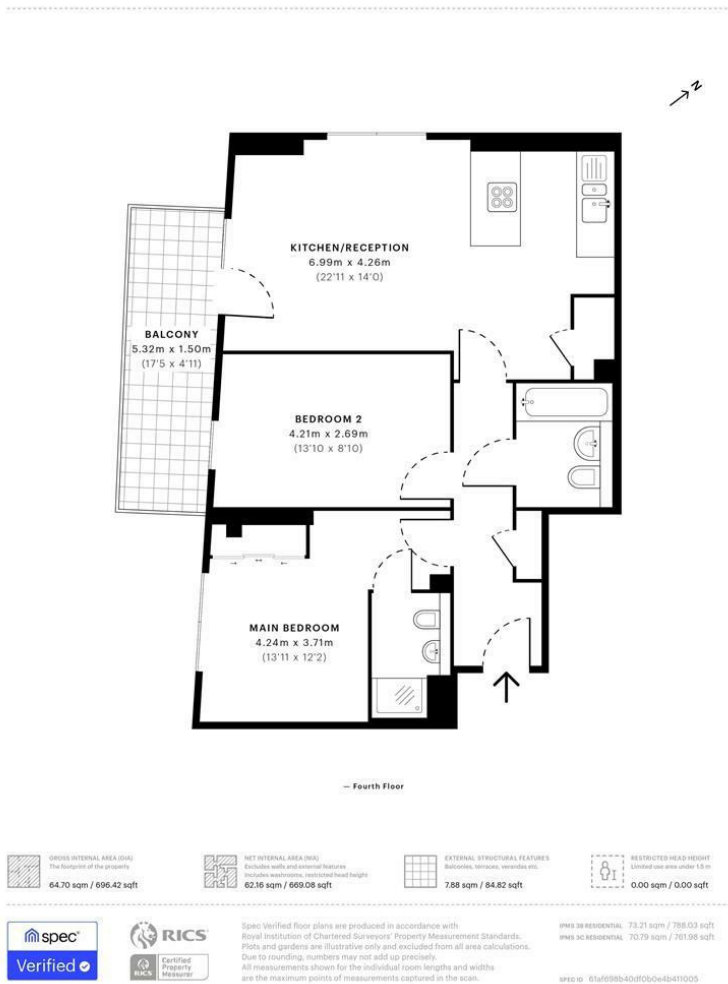 N
KITCHEN/RECEPTION
6.99m x 4.26m
(22'11 x 14'0)
BALCONY
5.32m x 1.50m
(17'5 x 4'11)
BEDROOM 2
4.21m x 2.69m
(13'10 x 8'10)
MAIN BEDROOM
4.24m x 3.71m
(13'11 x 12'2)
— Fourth Floor
GROSS INTERNAL AREA (GIA)
The footprint of the property
64.70 sqm / 696.42 sqft
NET INTERNAL AREA (NIA)
Excludes walls and external features
Includes washrooms, restricted head height
62.16 sqm / 669.08 sqft
EXTERNAL STRUCTURAL FEATURES
Balconies, terraces, verandas etc.
7.88 sqm / 84.82 sqft
RESTRICTED HEAD HEIGHT
Limited use area under 1.5 m
0.00 sqm / 0.00 sqft
spec
Verified
RICS
RICS
Certified
Property
Measurer
Spec Verified floor plans are produced in accordance with
Royal Institution of Chartered Surveyors' Property Measurement Standards.
Plots and gardens are illustrative only and excluded from all area calculations.
Due to rounding, numbers may not add up precisely.
All measurements shown for the individual room lengths and widths
are the maximum points of measurements captured in the scan.
IPMS 3B RESIDENTIAL 73.21 sqm / 788.03 sqft
IPMS 3C RESIDENTIAL 70.79 sqm / 761.98 sqft
SPEC ID